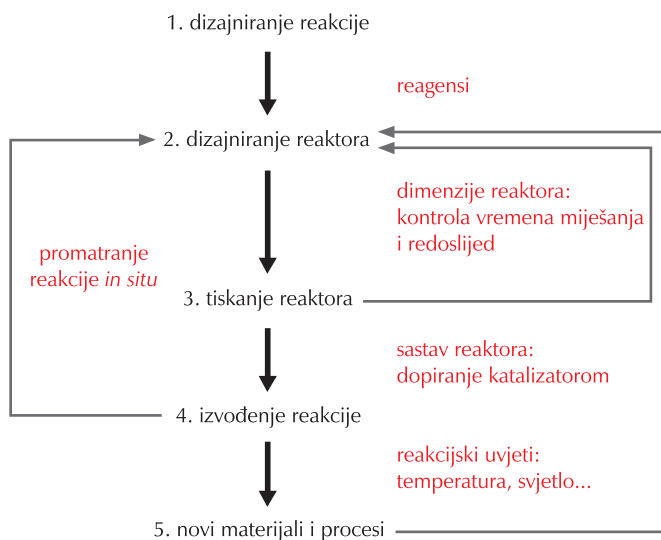 1. dizajniranje reakcije
reagensi
2. dizajniranje reaktora
dimenzije reaktora:
kontrola vremena miješanja
i redoslijed
promatranje
reakcije in situ
3. tiskanje reaktora
sastav reaktora:
dopiranje katalizatorom
4. izvođenje reakcije
reakcijski uvjeti:
temperatura, svjetlo...
5. novi materijali i procesi